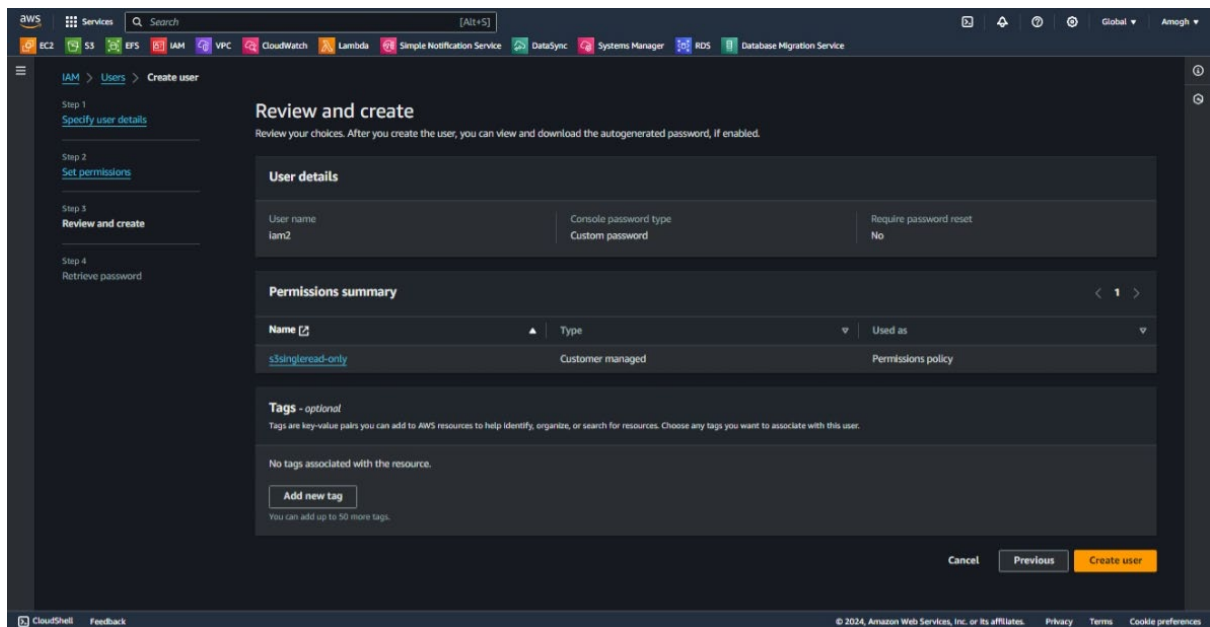 aws Services Search [Alt+S] Global Amogh
EC2 S3 EFS IAM VPC CloudWatch Lambda Simple Notification Service DataSync Systems Manager RDS Database Migration Service
IAM > Users > Create user
Step 1
Specify user details
Step 2
Set permissions
Step 3
Review and create
Step 4
Retrieve password
Review and create
Review your choices. After you create the user, you can view and download the autogenerated password, if enabled.
User details
User name Console password type Require password reset
iam2 Custom password No
Permissions summary < 1 >
Name Type Used as
s3singleread-only Customer managed Permissions policy
Tags - optional
Tags are key-value pairs you can add to AWS resources to help identify, organize, or search for resources. Choose any tags you want to associate with this user.
No tags associated with the resource.
Add new tag
You can add up to 50 more tags.
Cancel Previous Create user
CloudShell Feedback © 2024, Amazon Web Services, Inc. or its affiliates. Privacy Terms Cookie preferences